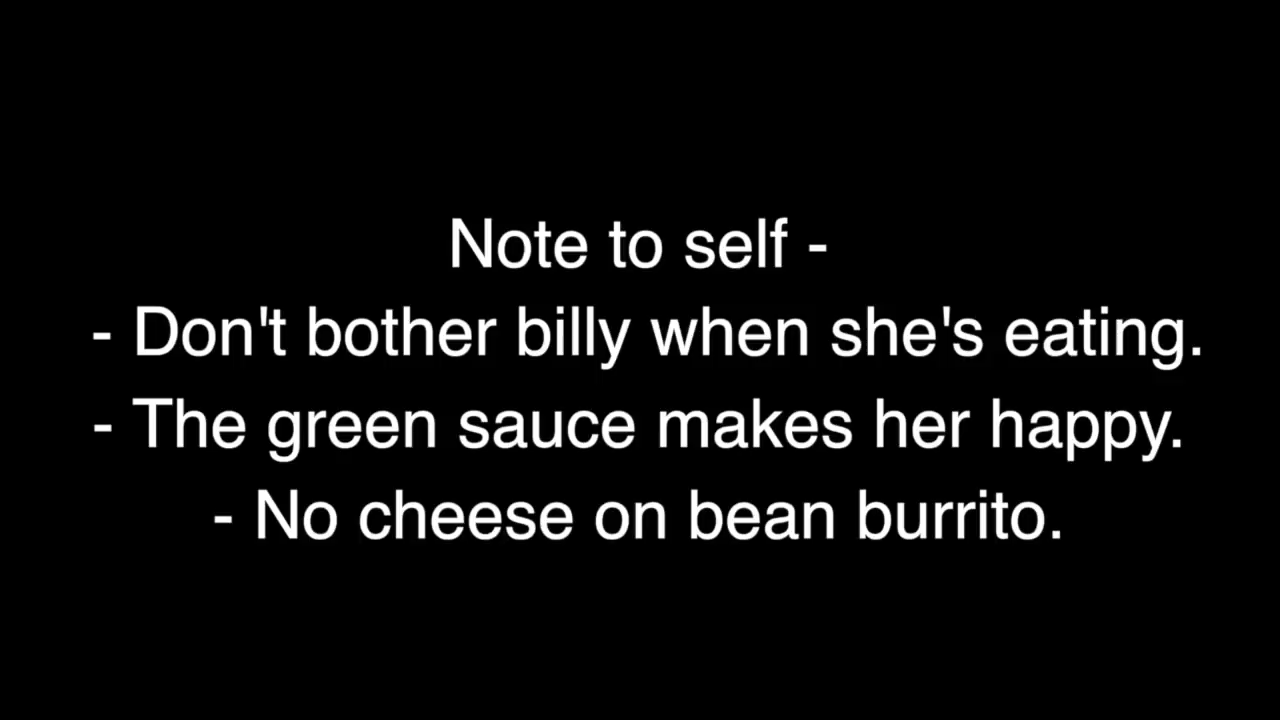 Note to self -
- Don't bother billy when she's eating.
- The green sauce makes her happy.
- No cheese on bean burrito.